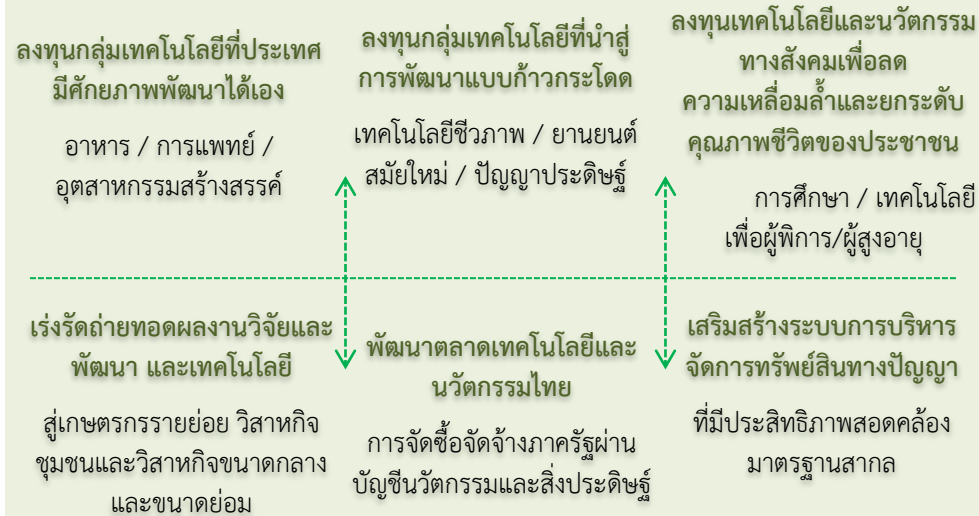 ลงทุนกลุ่มเทคโนโลยีที่ประเทศ
มีศักยภาพพัฒนาได้เอง
อาหาร / การแพทย์ /
อุตสาหกรรมสร้างสรรค์
ลงทุนกลุ่มเทคโนโลยีที่นำสู่
การพัฒนาแบบก้าวกระโดด
เทคโนโลยีชีวภาพ / ยานยนต์
สมัยใหม่ / ปัญญาประดิษฐ์
ลงทุนเทคโนโลยีและนวัตกรรม
ทางสังคมเพื่อลด
ความเหลื่อมล้ำและยกระดับ
คุณภาพชีวิตของประชาชน
การศึกษา / เทคโนโลยี
เพื่อผู้พิการ/ผู้สูงอายุ
เร่งรัดถ่ายทอดผลงานวิจัยและ
พัฒนา และเทคโนโลยี
สู่เกษตรกรรายย่อย วิสาหกิจ
ชุมชนและวิสาหกิจขนาดกลาง
และขนาดย่อม
พัฒนาตลาดเทคโนโลยีและ
นวัตกรรมไทย
การจัดซื้อจัดจ้างภาครัฐผ่าน
บัญชีนวัตกรรมและสิ่งประดิษฐ์
เสริมสร้างระบบการบริหาร
จัดการทรัพย์สินทางปัญญา
ที่มีประสิทธิภาพสอดคล้อง
มาตรฐานสากล